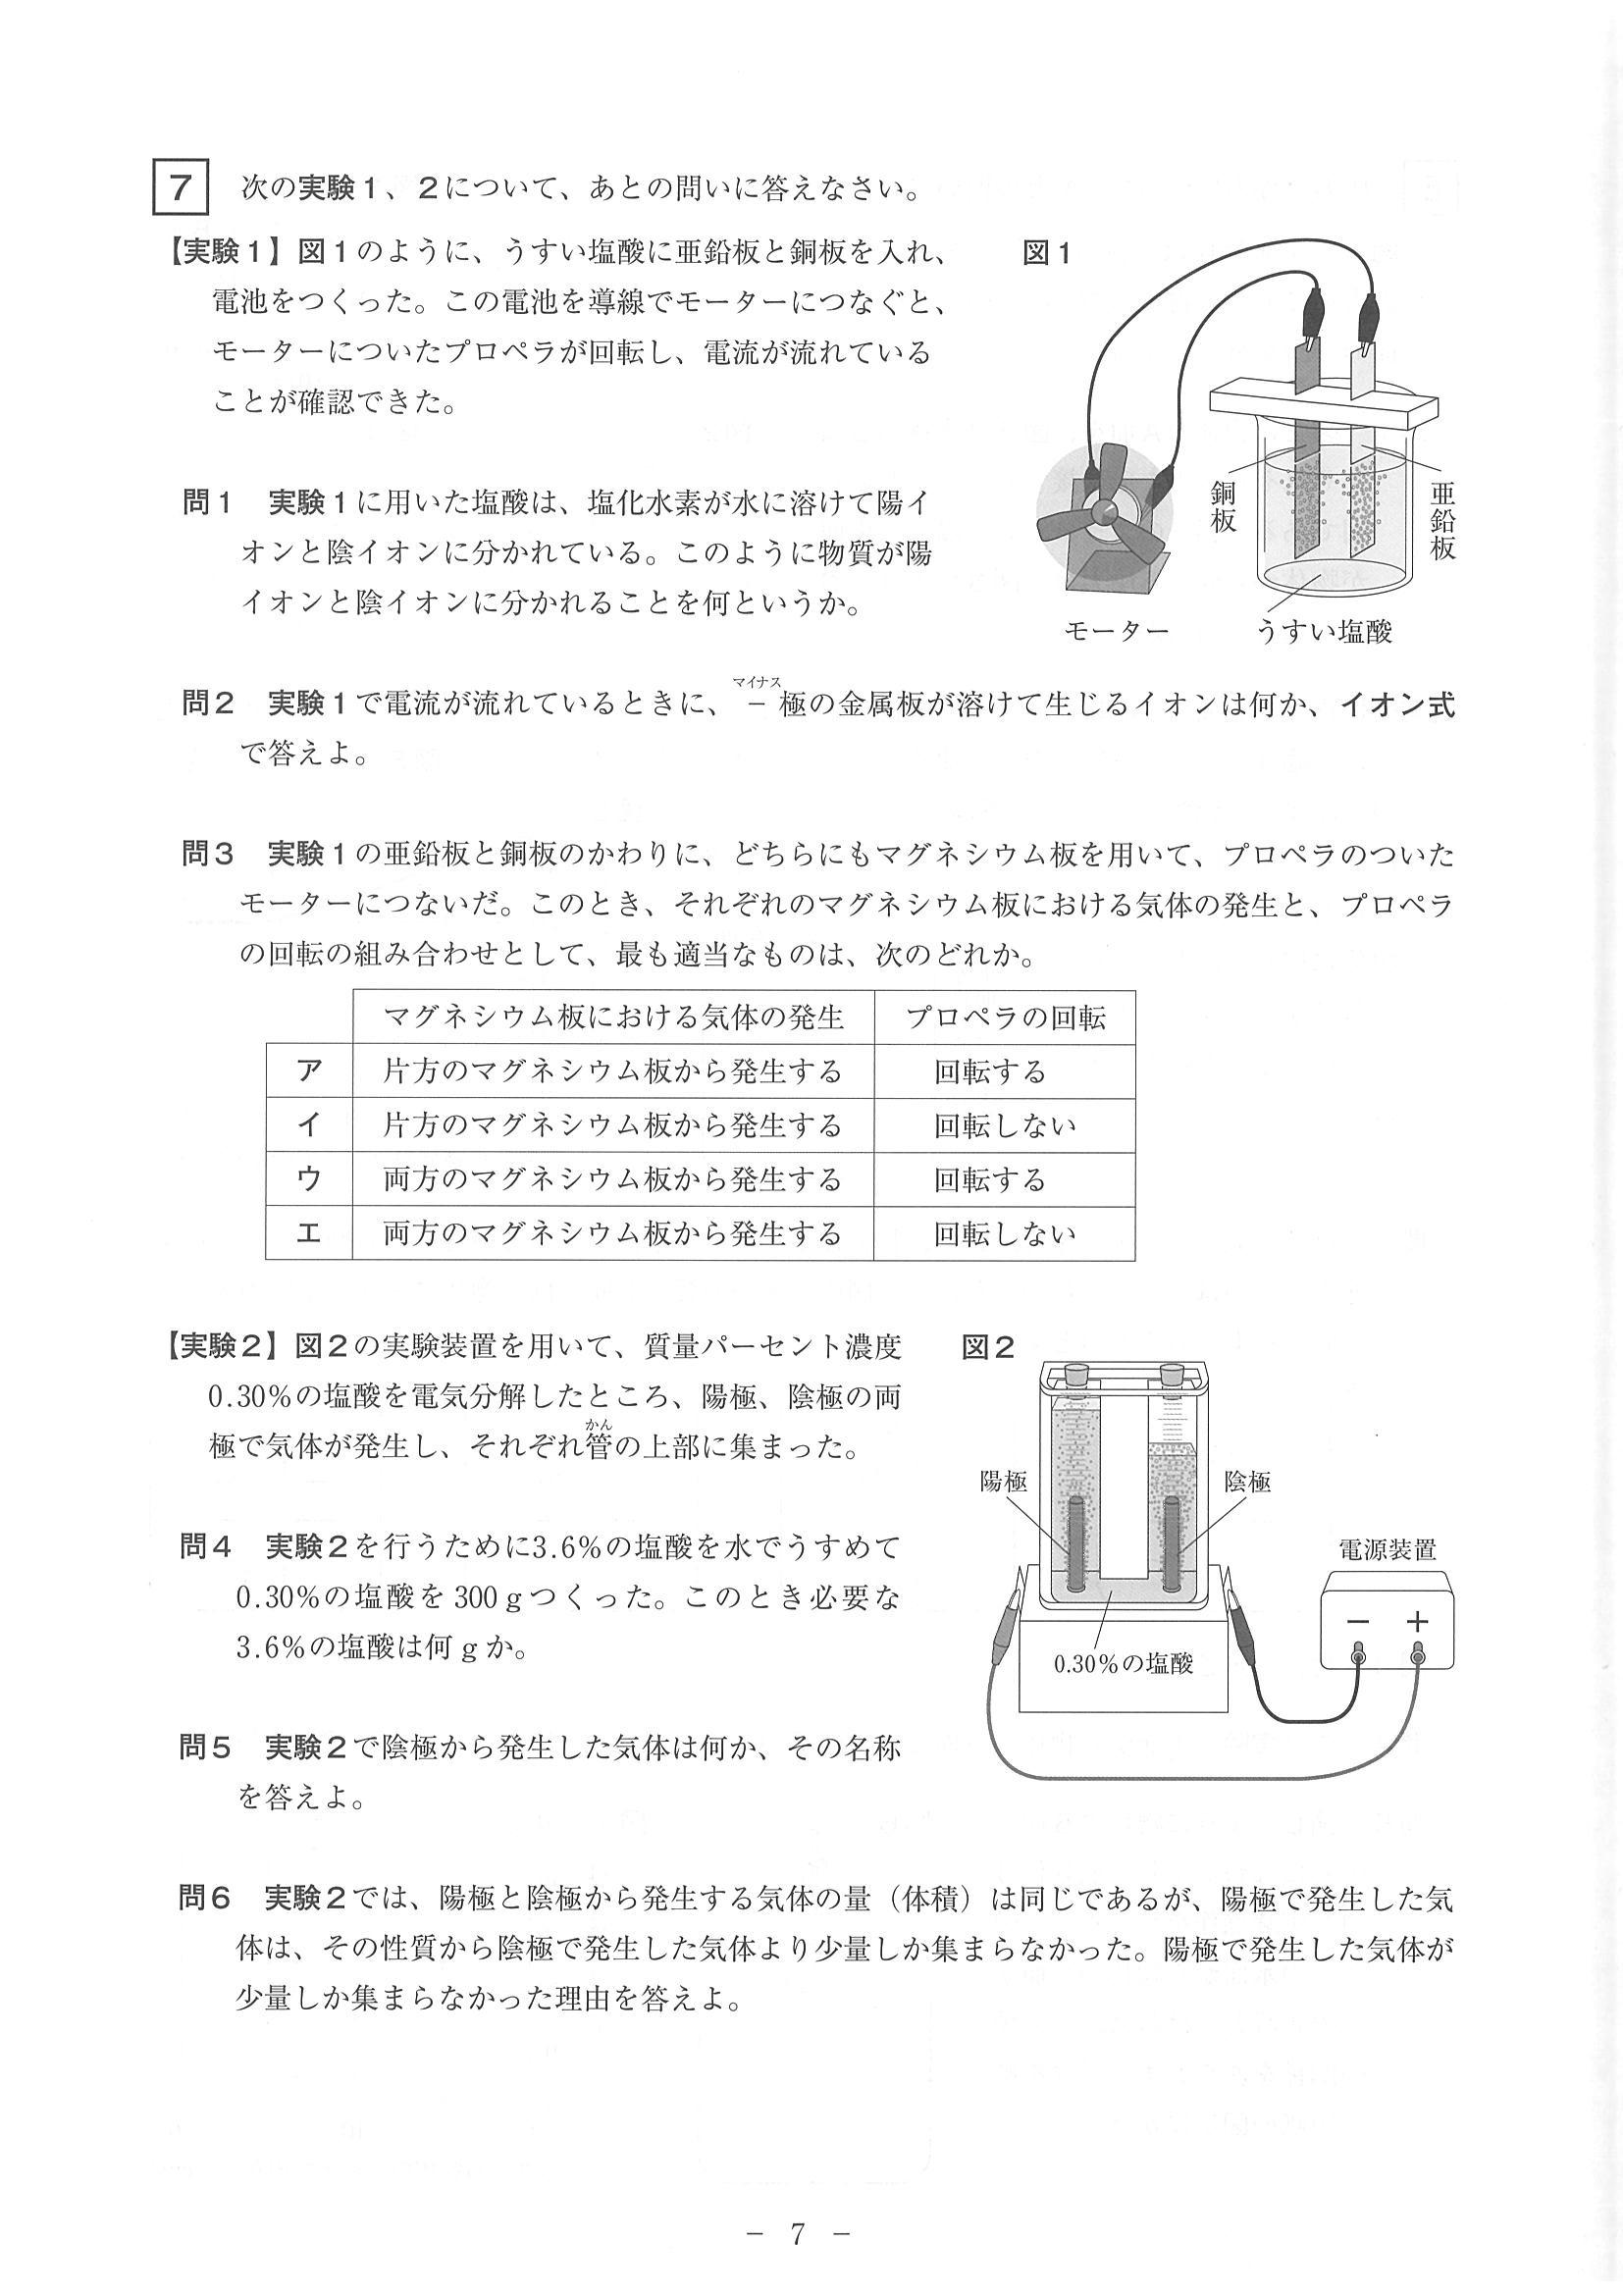 7 次の実験1、2について、あとの問いに答えなさい。
【実験1】図1のように、うすい塩酸に亜鉛板と銅板を入れ、
電池をつくった。この電池を導線でモーターにつなぐと、
モーターについたプロペラが回転し、電流が流れている
ことが確認できた。
図1
銅板
亜鉛板
モーター
うすい塩酸
問1 実験1に用いた塩酸は、塩化水素が水に溶けて陽イ
オンと陰イオンに分かれている。このように物質が陽
イオンと陰イオンに分かれることを何というか。
マイナス
問2 実験1で電流が流れているときに、－極の金属板が溶けて生じるイオンは何か、イオン式
で答えよ。
問3 実験1の亜鉛板と銅板のかわりに、どちらにもマグネシウム板を用いて、プロペラのついた
モーターにつないだ。このとき、それぞれのマグネシウム板における気体の発生と、プロペラ
の回転の組み合わせとして、最も適当なものは、次のどれか。
マグネシウム板における気体の発生 プロペラの回転
ア 片方のマグネシウム板から発生する 回転する
イ 片方のマグネシウム板から発生する 回転しない
ウ 両方のマグネシウム板から発生する 回転する
エ 両方のマグネシウム板から発生する 回転しない
【実験2】図2の実験装置を用いて、質量パーセント濃度
0.30%の塩酸を電気分解したところ、陽極、陰極の両
かん
極で気体が発生し、それぞれ管の上部に集まった。
図2
陽極
陰極
電源装置
－ ＋
0.30%の塩酸
問4 実験2を行うために3.6%の塩酸を水でうすめて
0.30%の塩酸を300gつくった。このとき必要な
3.6%の塩酸は何gか。
問5 実験2で陰極から発生した気体は何か、その名称
を答えよ。
問6 実験2では、陽極と陰極から発生する気体の量（体積）は同じであるが、陽極で発生した気
体は、その性質から陰極で発生した気体より少量しか集まらなかった。陽極で発生した気体が
少量しか集まらなかった理由を答えよ。
－ 7 －